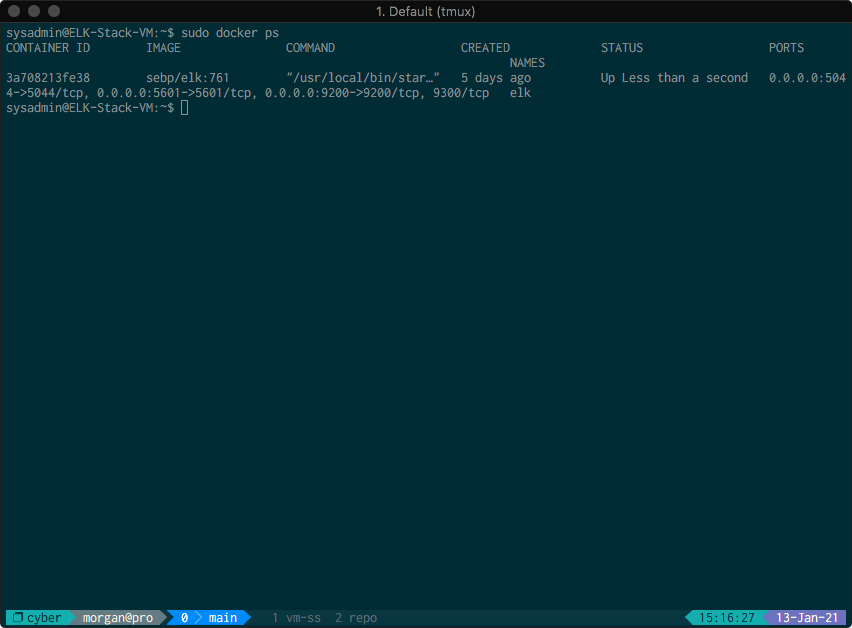 1. Default (tmux)
sysadmin@ELK-Stack-VM:~$ sudo docker ps
CONTAINER ID        IMAGE               COMMAND                  CREATED             STATUS                  PORTS
                                                                        NAMES
3a708213fe38        sebp/elk:761        "/usr/local/bin/star…"   5 days ago          Up Less than a second   0.0.0.0:504
4->5044/tcp, 0.0.0.0:5601->5601/tcp, 0.0.0.0:9200->9200/tcp, 9300/tcp   elk
sysadmin@ELK-Stack-VM:~$
cyber morgan@pro 0 main 1 vm-ss 2 repo 15:16:27 13-Jan-21